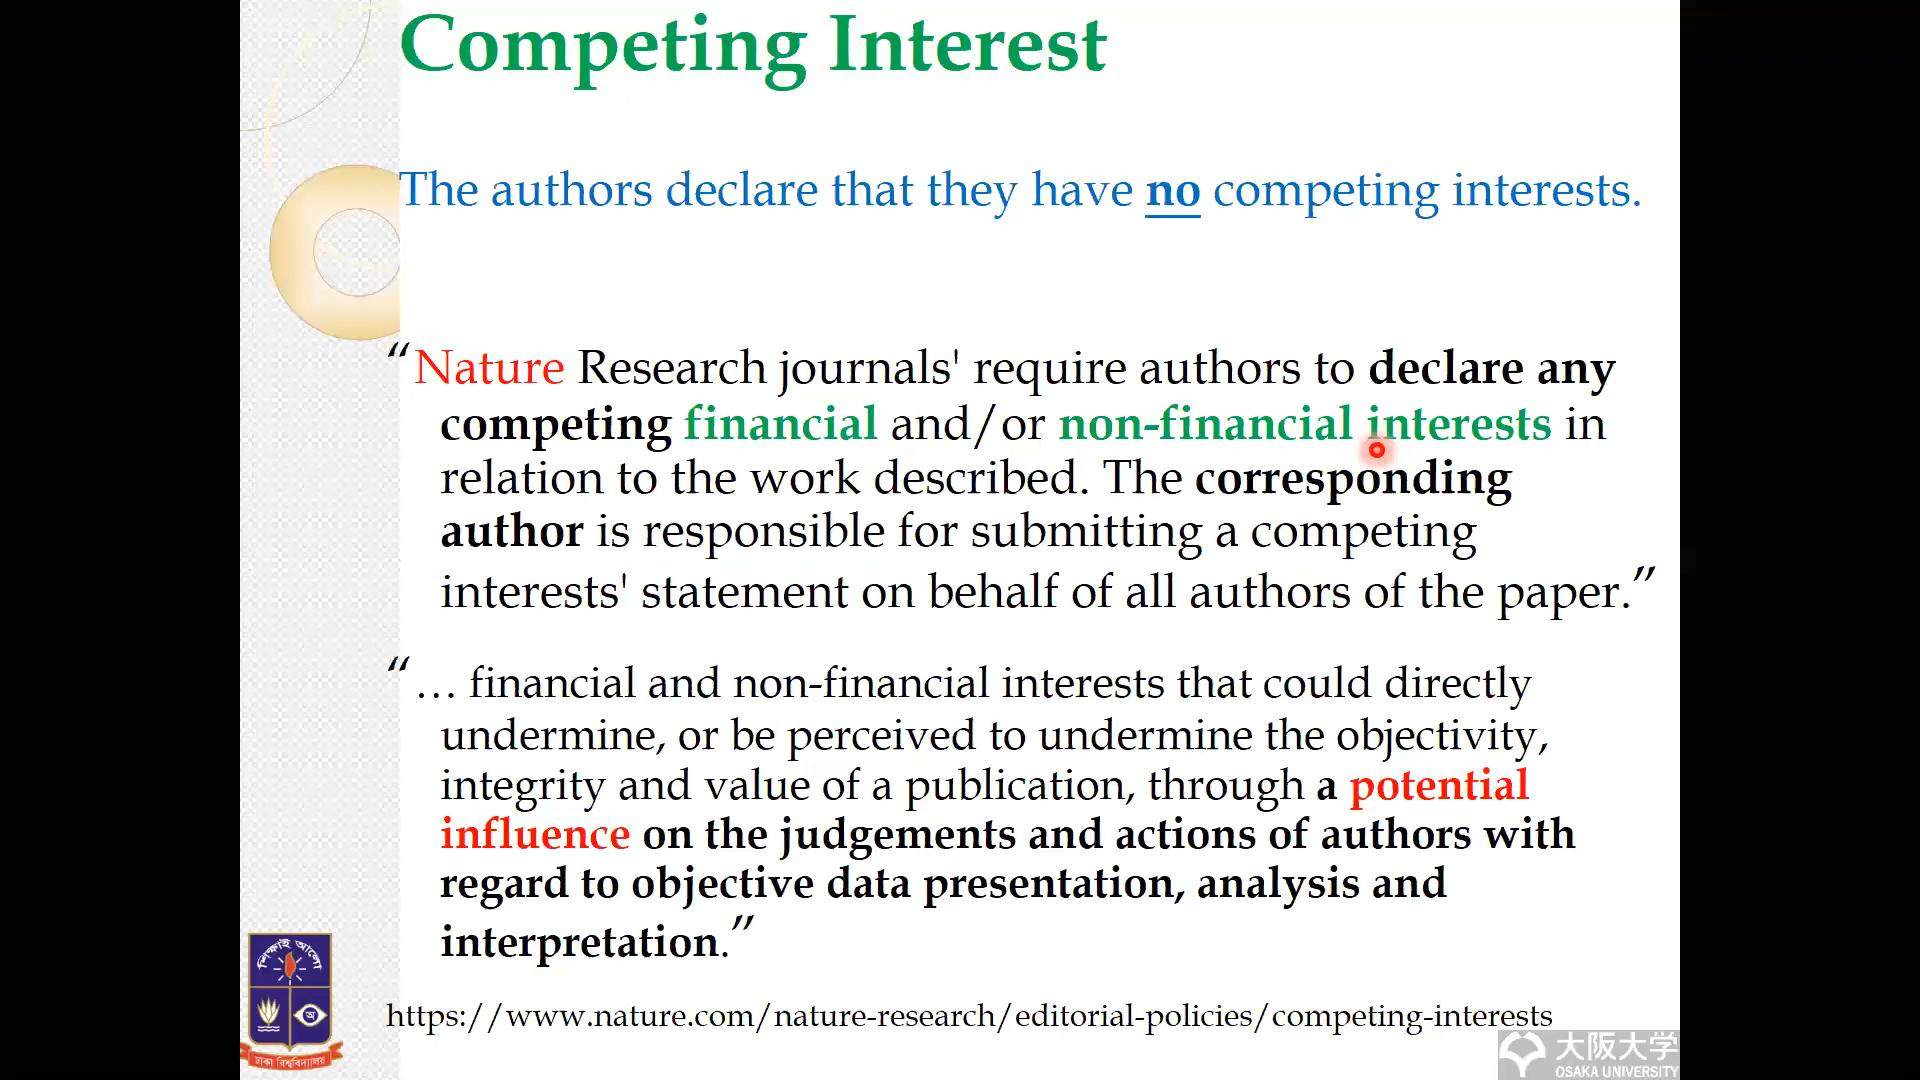 Competing Interest
The authors declare that they have no competing interests.
“Nature Research journals' require authors to declare any
competing financial and/or non-financial interests in
relation to the work described. The corresponding
author is responsible for submitting a competing
interests' statement on behalf of all authors of the paper.”
“… financial and non-financial interests that could directly
undermine, or be perceived to undermine the objectivity,
integrity and value of a publication, through a potential
influence on the judgements and actions of authors with
regard to objective data presentation, analysis and
interpretation.”
শিক্ষাই আলো
অ
ঢাকা বিশ্ববিদ্যালয়
https://www.nature.com/nature-research/editorial-policies/competing-interests
大阪大学
OSAKA UNIVERSITY